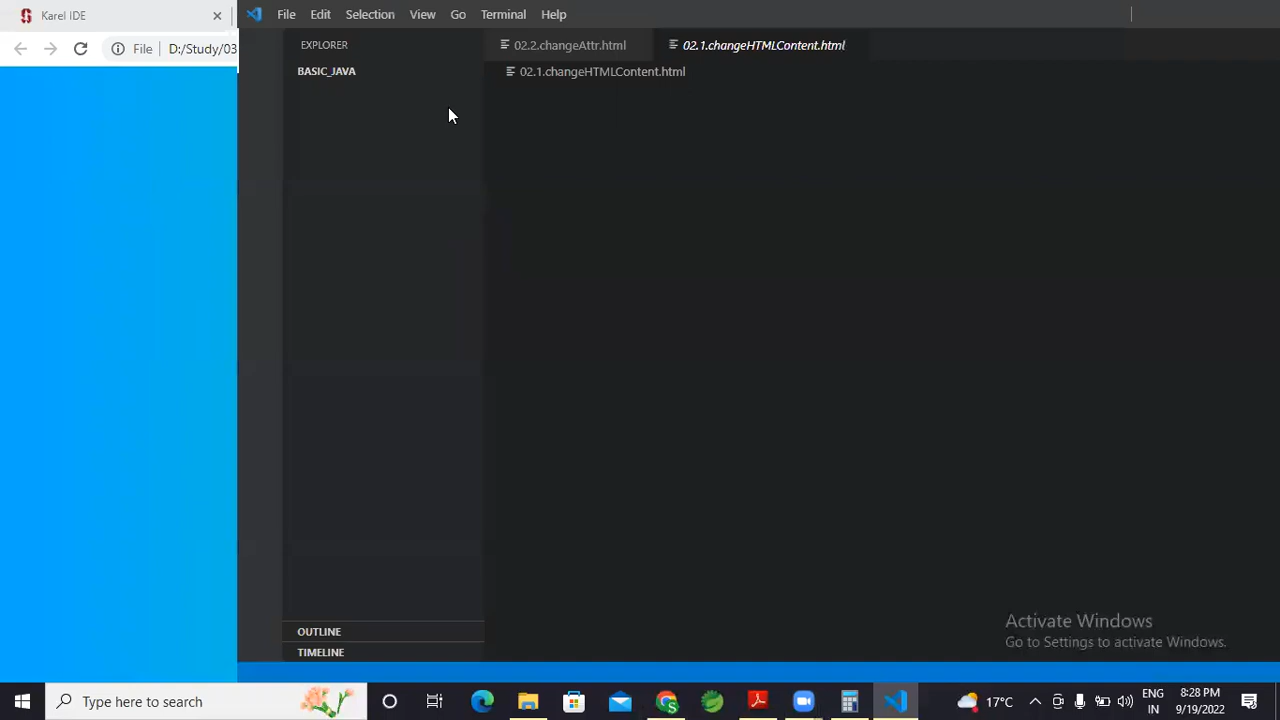 Karel IDE
File Edit Selection View Go Terminal Help
File D:/Study/03
EXPLORER
02.2.changeAttr.html
02.1.changeHTMLContent.html
BASIC_JAVA
02.1.changeHTMLContent.html
OUTLINE
TIMELINE
Activate Windows
Go to Settings to activate Windows.
Type here to search
17°C
ENG
IN
8:28 PM
9/19/2022